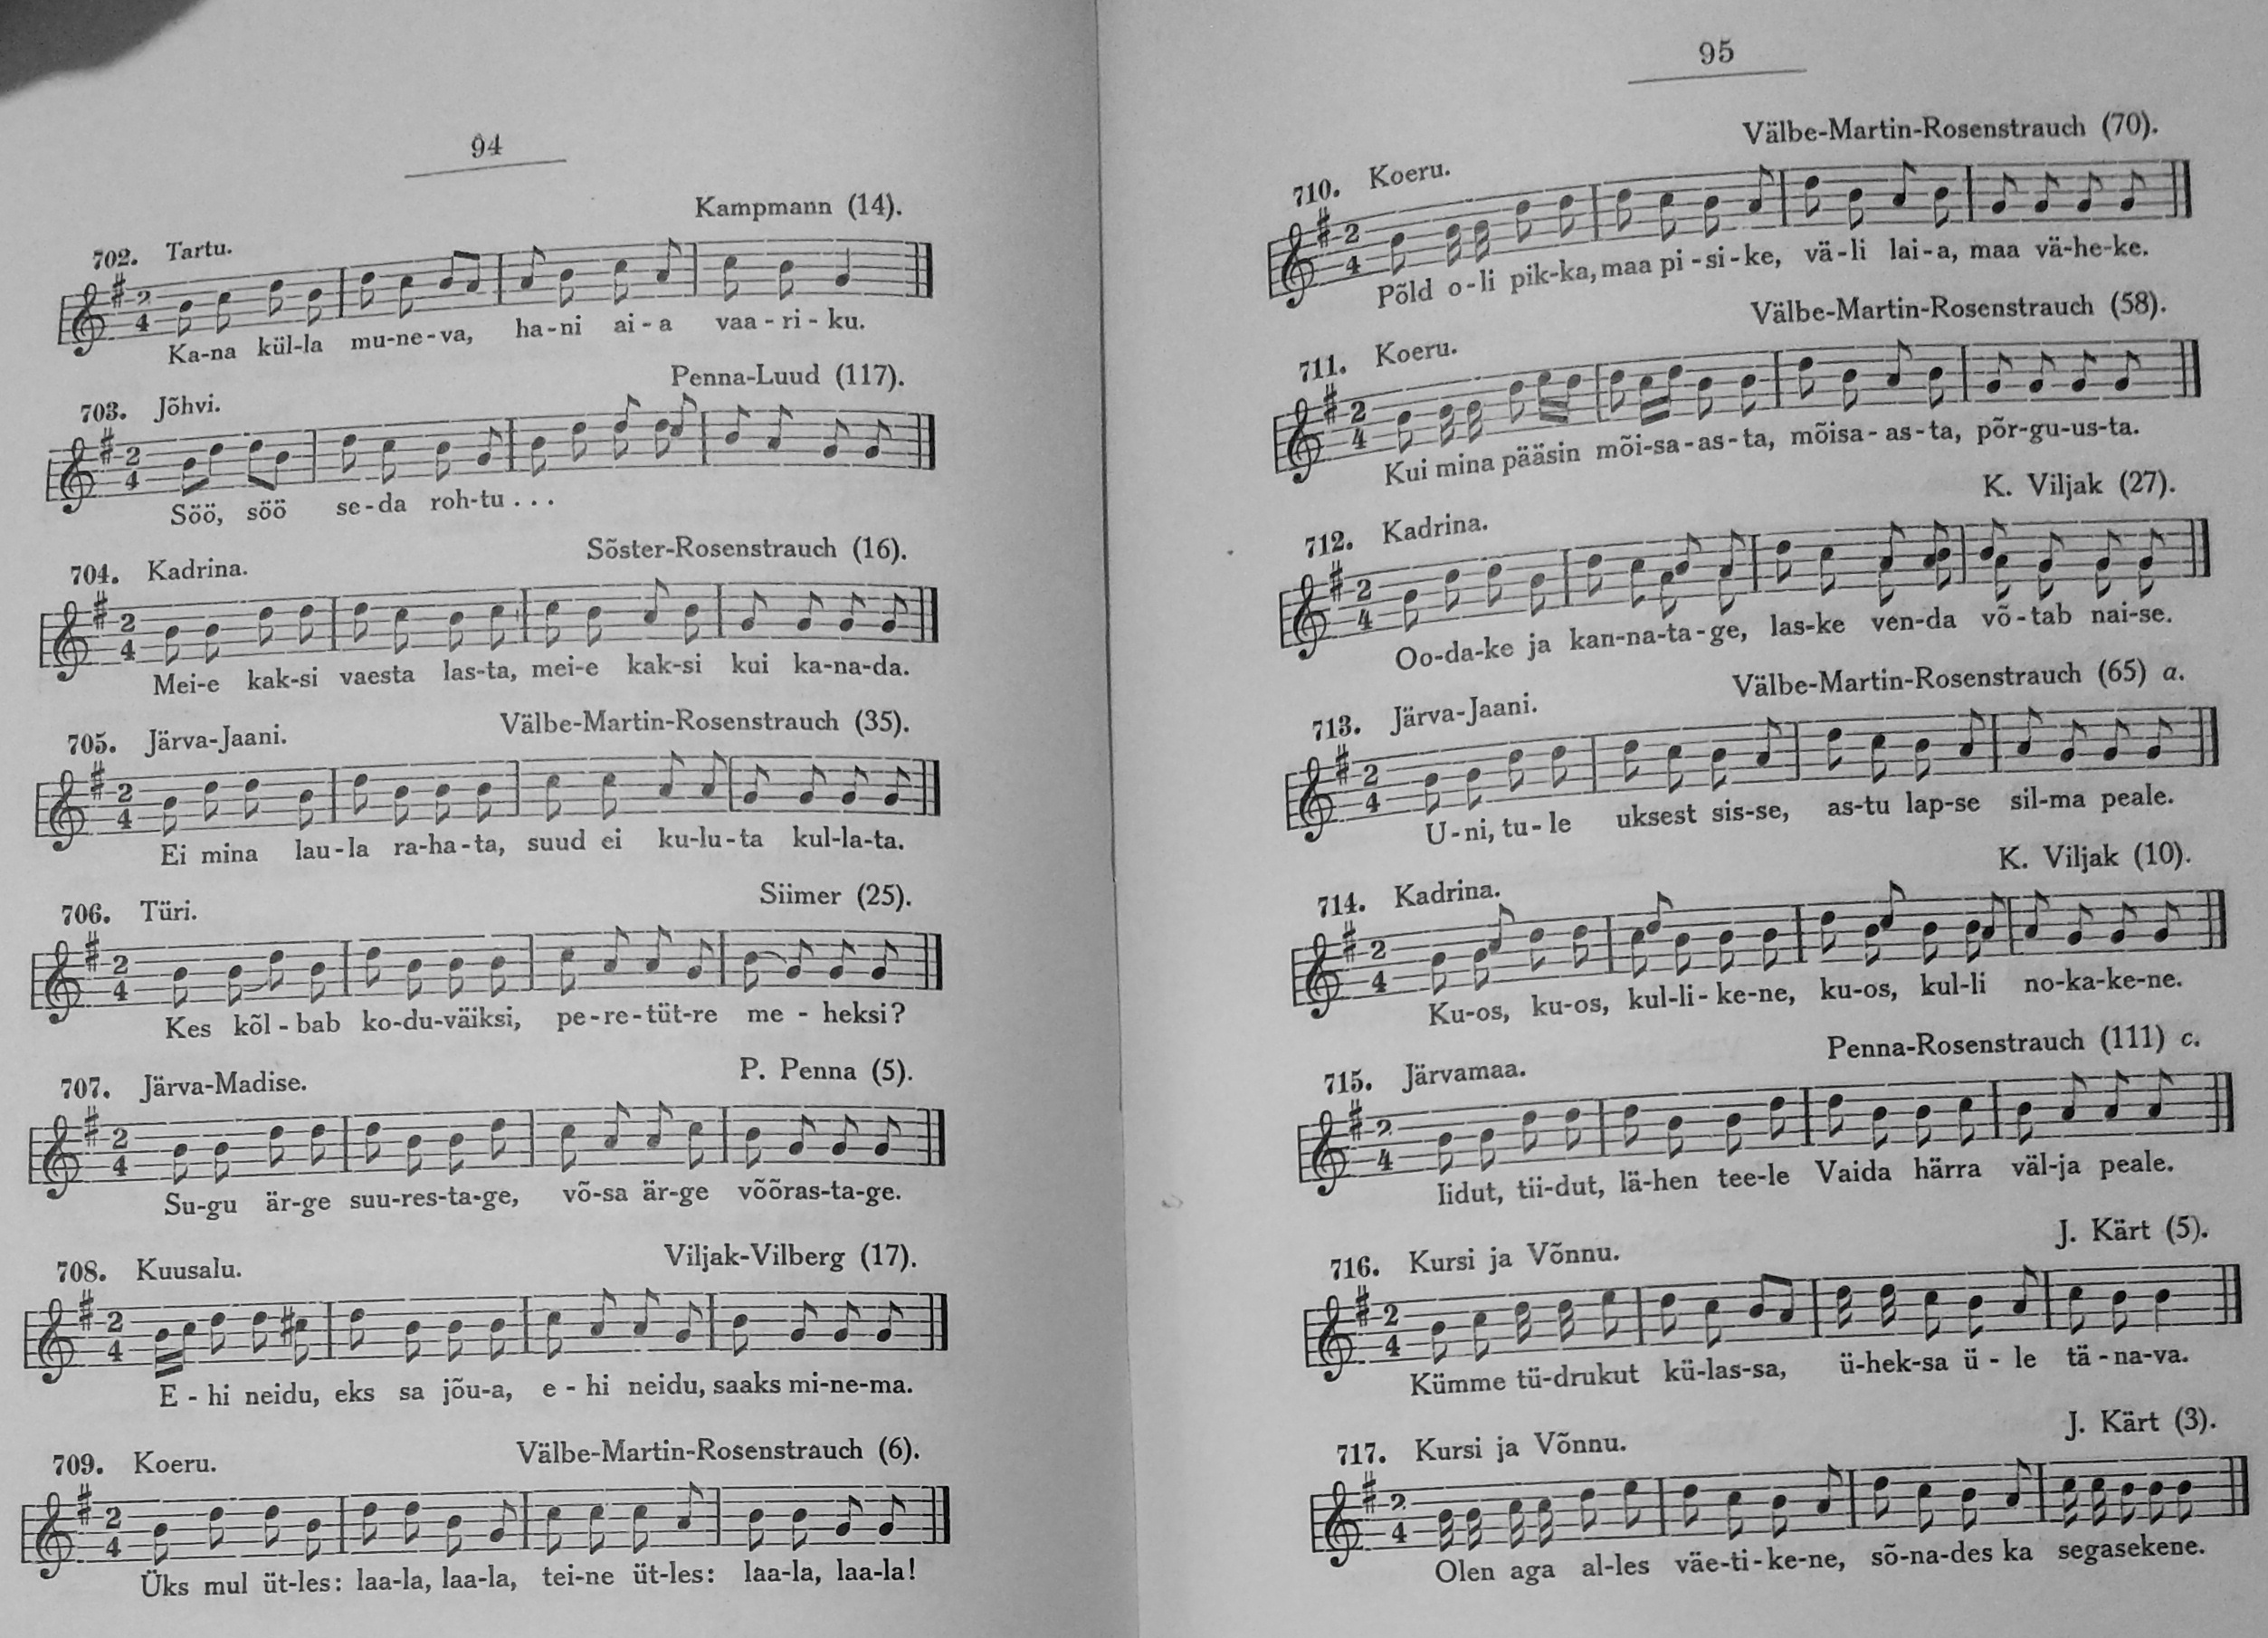 94
Kampmann (14).
702. Tartu.
2
4
Ka-na kül-la mu-ne-va, ha-ni ai-a vaa-ri-ku.
Penna-Luud (117).
703. Jõhvi.
2
4
Söö, söö se-da roh-tu . . .
Sõster-Rosenstrauch (16).
704. Kadrina.
2
4
Mei-e kak-si vaesta las-ta, mei-e kak-si kui ka-na-da.
705. Järva-Jaani. Välbe-Martin-Rosenstrauch (35).
2
4
Ei mina lau-la ra-ha-ta, suud ei ku-lu-ta kul-la-ta.
Siimer (25).
706. Türi.
2
4
Kes kõl-bab ko-du-väiksi, pe-re-tüt-re me - heksi?
707. Järva-Madise. P. Penna (5).
2
4
Su-gu är-ge suu-res-ta-ge, võ-sa är-ge võõras-ta-ge.
708. Kuusalu. Viljak-Vilberg (17).
2
4
E - hi neidu, eks sa jõu-a, e - hi neidu, saaks mi-ne-ma.
709. Koeru. Välbe-Martin-Rosenstrauch (6).
2
4
Üks mul üt-les: laa-la, laa-la, tei-ne üt-les: laa-la, laa-la!
95
Välbe-Martin-Rosenstrauch (70).
710. Koeru.
2
4
Põld o-li pik-ka, maa pi-si-ke, vä-li lai-a, maa vä-he-ke.
Välbe-Martin-Rosenstrauch (58).
711. Koeru.
2
4
Kui mina pääsin mõi-sa-as-ta, mõisa-as-ta, põr-gu-us-ta.
K. Viljak (27).
712. Kadrina.
2
4
Oo-da-ke ja kan-na-ta-ge, las-ke ven-da võ-tab nai-se.
Välbe-Martin-Rosenstrauch (65) a.
713. Järva-Jaani.
2
4
U-ni, tu-le uksest sis-se, as-tu lap-se sil-ma peale.
K. Viljak (10).
714. Kadrina.
2
4
Ku-os, ku-os, kul-li-ke-ne, ku-os, kul-li no-ka-ke-ne.
Penna-Rosenstrauch (111) c.
715. Järvamaa.
2
4
Iidut, tii-dut, lä-hen tee-le Vaida härra väl-ja peale.
J. Kärt (5).
716. Kursi ja Võnnu.
2
4
Kümme tü-drukut kü-las-sa, ü-hek-sa ü - le tä-na-va.
J. Kärt (3).
717. Kursi ja Võnnu.
2
4
Olen aga al-les väe-ti-ke-ne, sõ-na-des ka segasekene.